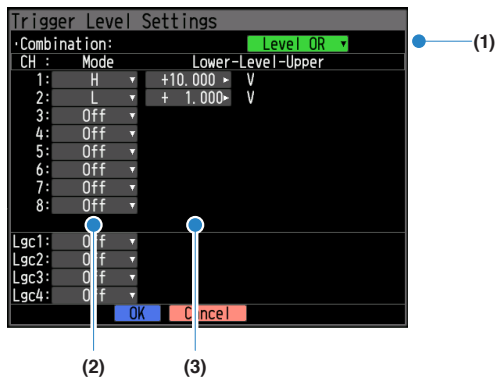 Trigger Level Settings
·Combination: Level OR ▼ (1)
CH : Mode Lower-Level-Upper
1: H ▼ +10.000 ► V
2: L ▼ + 1.000► V
3: Off ▼
4: Off ▼
5: Off ▼
6: Off ▼
7: Off ▼
8: Off ▼
Lgc1: Off ▼
Lgc2: Off ▼
Lgc3: Off ▼
Lgc4: Off ▼
OK Cancel
(2) (3)